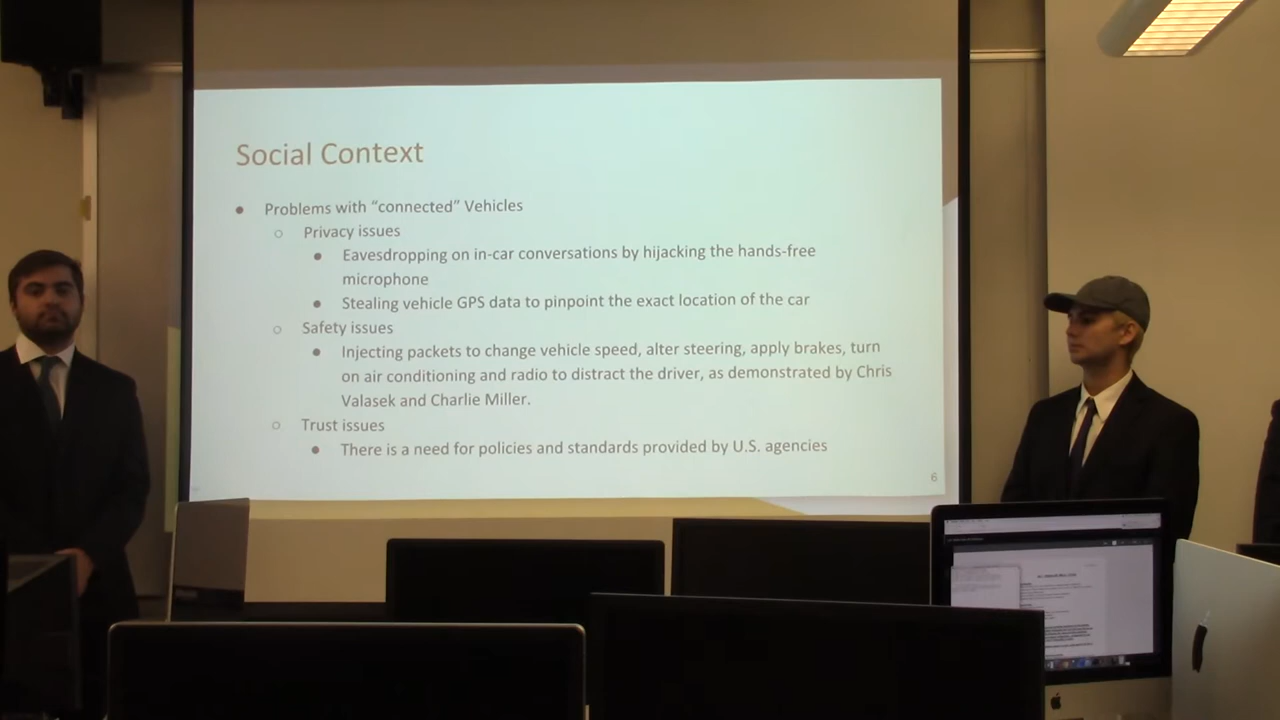 Social Context
● Problems with “connected” Vehicles
○ Privacy issues
● Eavesdropping on in-car conversations by hijacking the hands-free
microphone
● Stealing vehicle GPS data to pinpoint the exact location of the car
○ Safety issues
● Injecting packets to change vehicle speed, alter steering, apply brakes, turn
on air conditioning and radio to distract the driver, as demonstrated by Chris
Valasek and Charlie Miller.
○ Trust issues
● There is a need for policies and standards provided by U.S. agencies
6